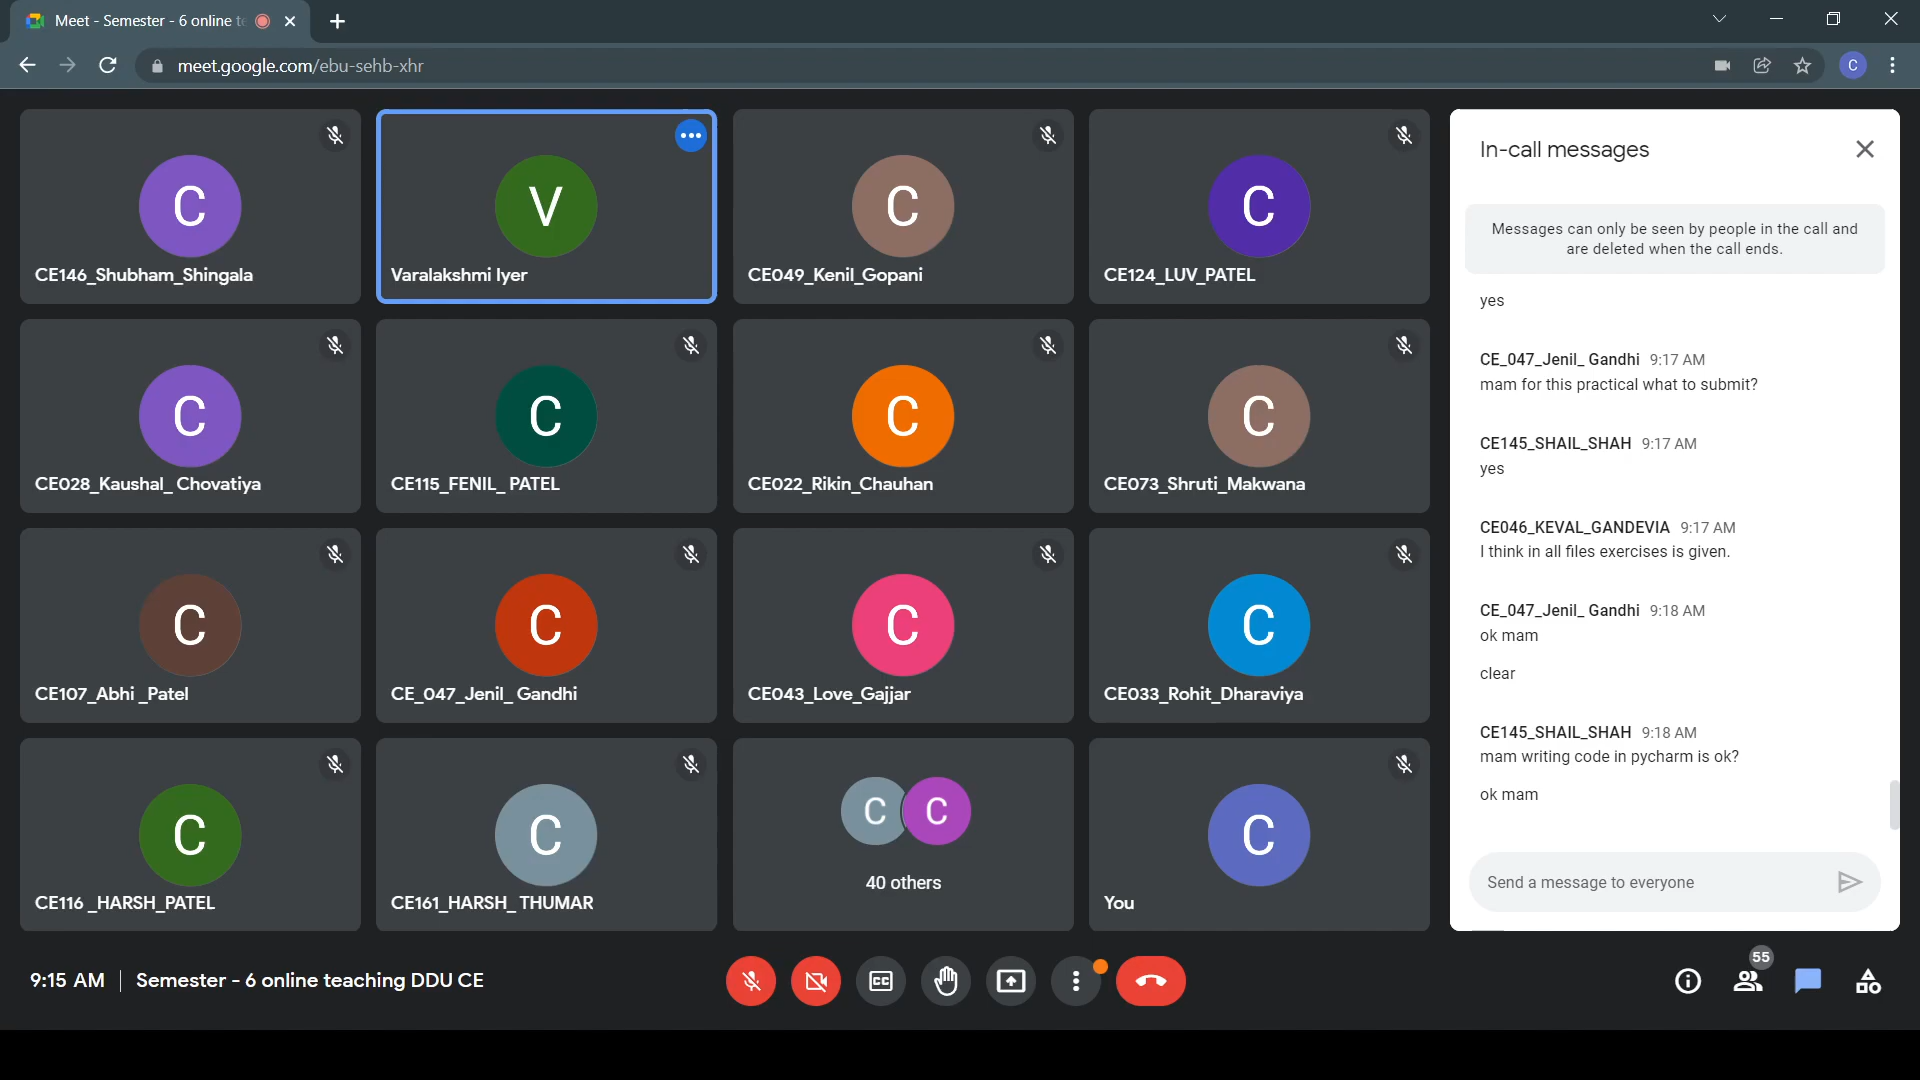 Meet - Semester - 6 online te
meet.google.com/ebu-sehb-xhr
C
C
CE146_Shubham_Shingala
V
Varalakshmi Iyer
C
CE049_Kenil_Gopani
C
CE124_LUV_PATEL
C
CE028_Kaushal_ Chovatiya
C
CE115_FENIL_ PATEL
C
CE022_Rikin_Chauhan
C
CE073_Shruti_Makwana
C
CE107_Abhi _Patel
C
CE_047_Jenil_ Gandhi
C
CE043_Love_Gajjar
C
CE033_Rohit_Dharaviya
C
CE116 _HARSH_PATEL
C
CE161_HARSH_ THUMAR
C C
40 others
C
You
In-call messages
Messages can only be seen by people in the call and
are deleted when the call ends.
yes
CE_047_Jenil_ Gandhi 9:17 AM
mam for this practical what to submit?
CE145_SHAIL_SHAH 9:17 AM
yes
CE046_KEVAL_GANDEVIA 9:17 AM
I think in all files exercises is given.
CE_047_Jenil_ Gandhi 9:18 AM
ok mam
clear
CE145_SHAIL_SHAH 9:18 AM
mam writing code in pycharm is ok?
ok mam
Send a message to everyone
9:15 AM | Semester - 6 online teaching DDU CE
CC
55